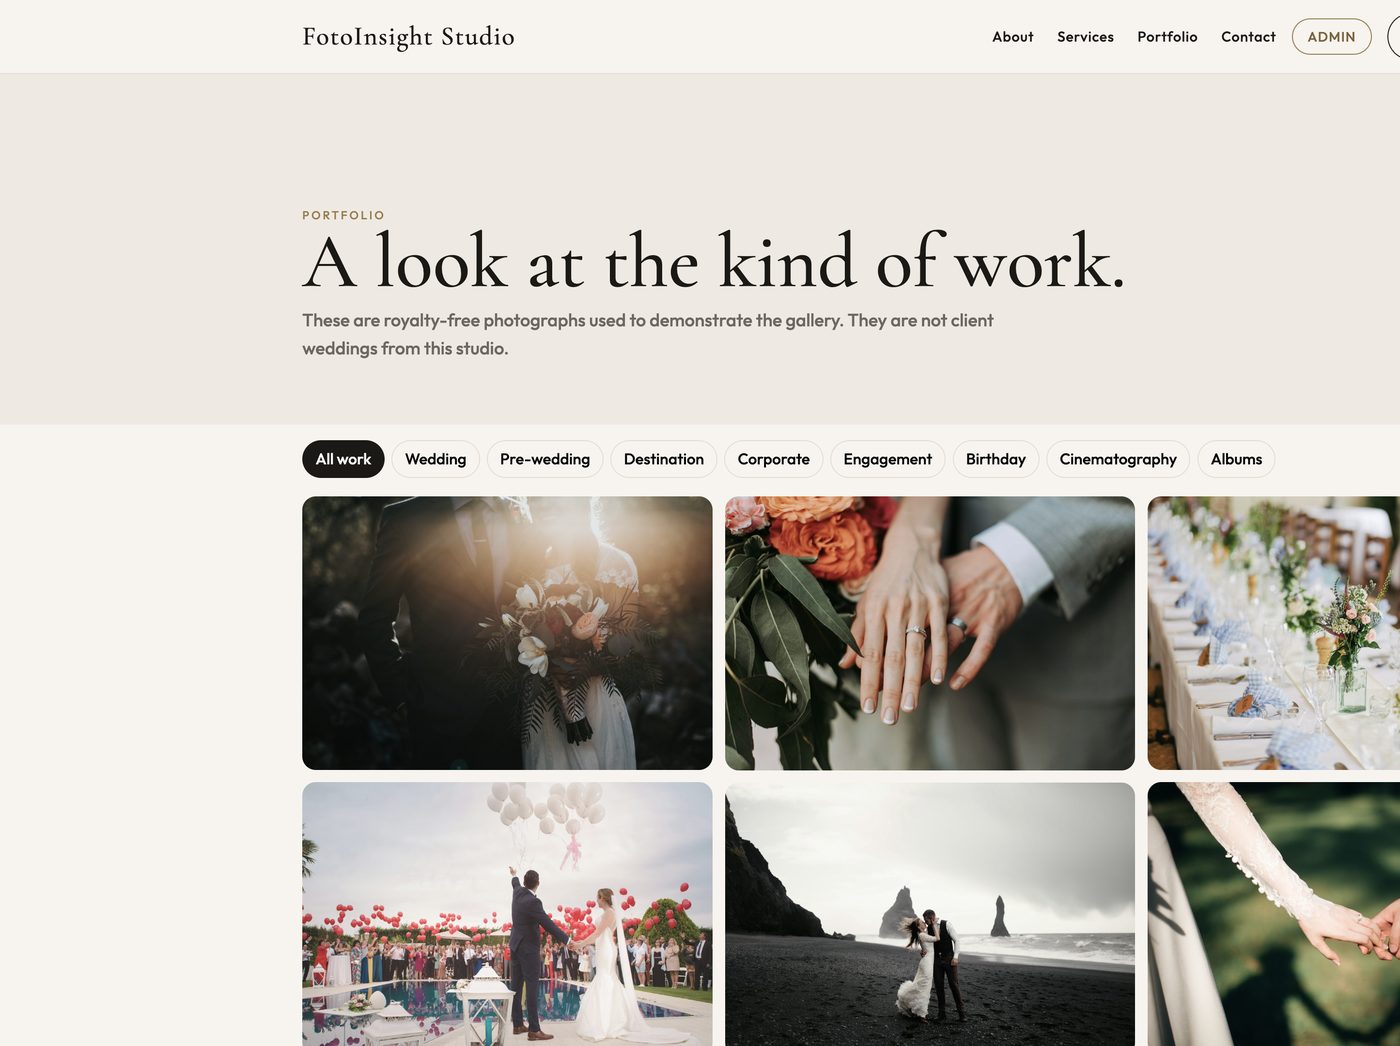 FotoInsight Studio
About Services Portfolio Contact ADMIN
PORTFOLIO
A look at the kind of work.
These are royalty-free photographs used to demonstrate the gallery. They are not client
weddings from this studio.
All work Wedding Pre-wedding Destination Corporate Engagement Birthday Cinematography Albums